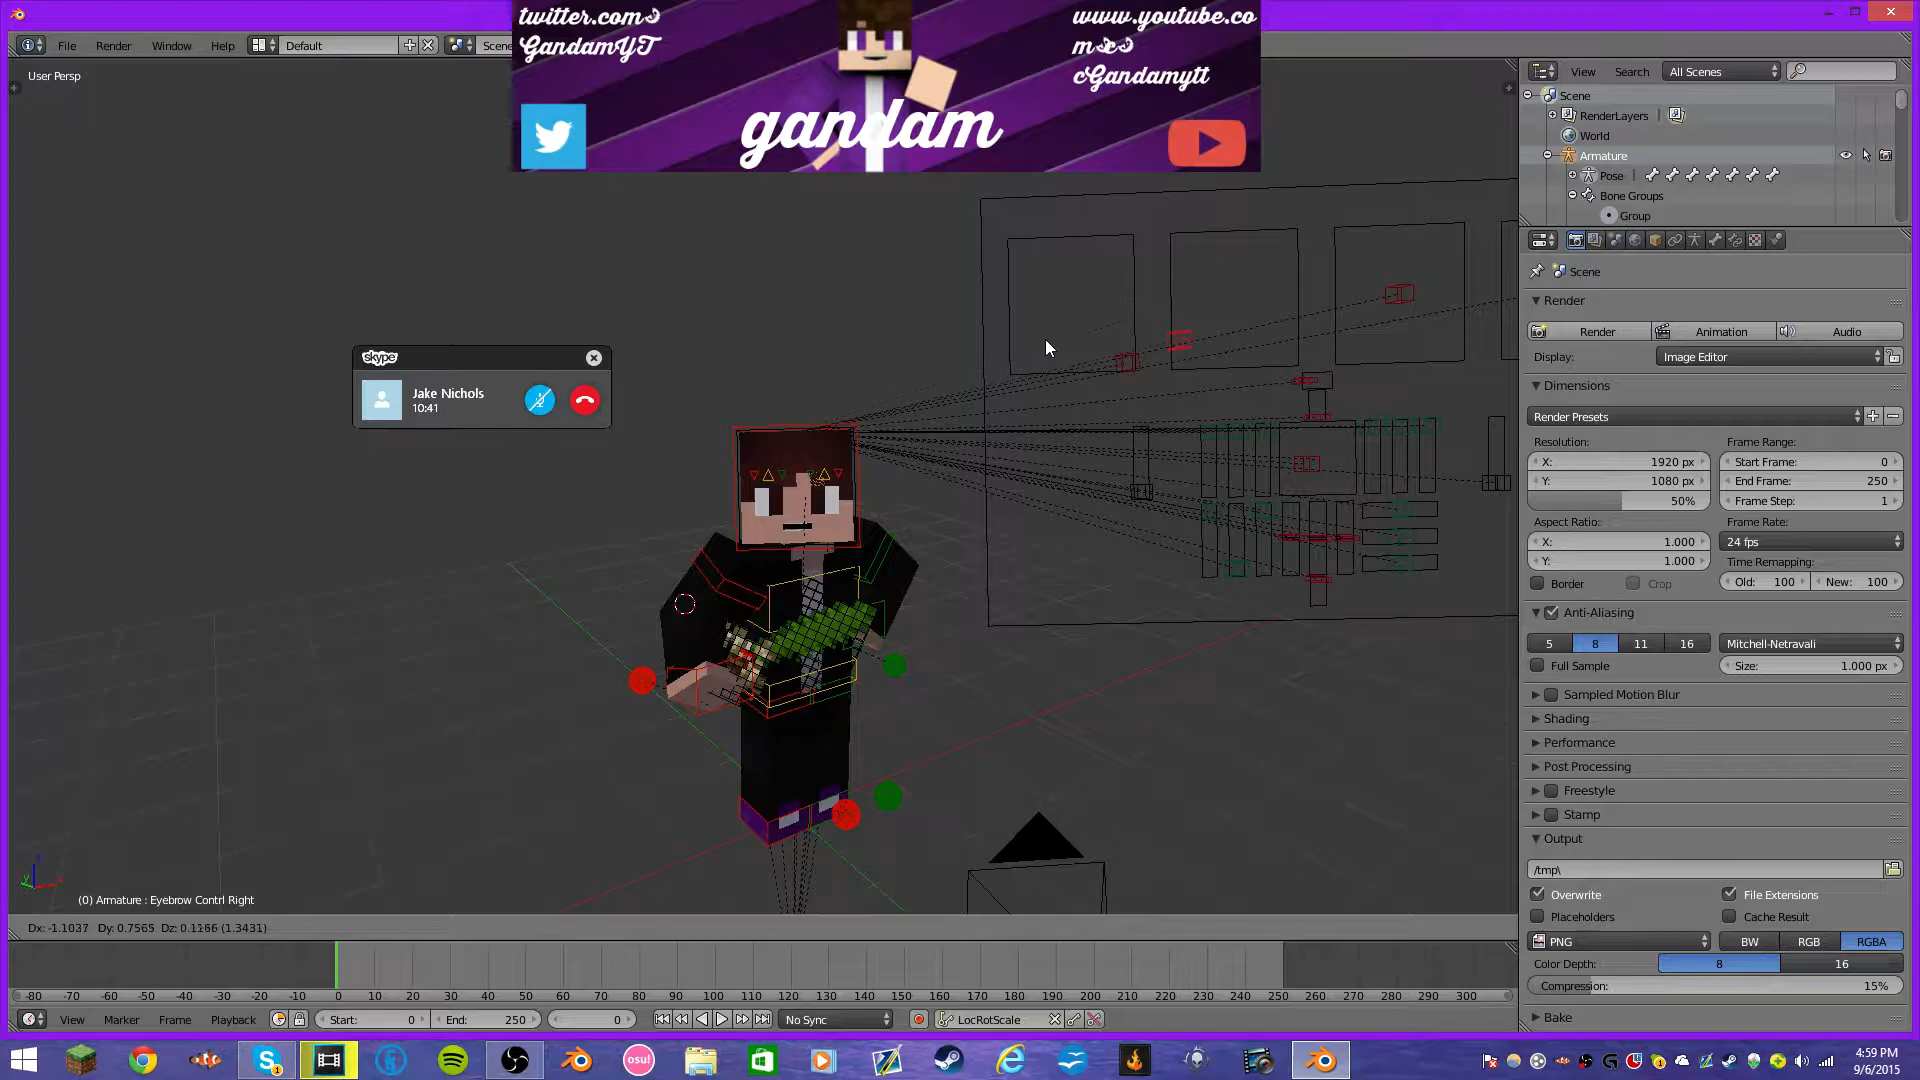 twitter.com
GandamYT
www.youtube.co
m
cGandamytt
gandam
File Render Window Help Default Scene
User Persp
View Search All Scenes
Scene
RenderLayers
World
Armature
Pose
Bone Groups
Group
Scene
Render
Render Animation Audio
Display: Image Editor
Dimensions
Render Presets
Resolution: Frame Range:
X: 1920 px Start Frame: 0
Y: 1080 px End Frame: 250
50% Frame Step: 1
Aspect Ratio: Frame Rate:
X: 1.000 24 fps
Y: 1.000 Time Remapping:
Border Crop Old: 100 New: 100
Anti-Aliasing
5 8 11 16 Mitchell-Netravali
Full Sample Size: 1.000 px
Sampled Motion Blur
Shading
Performance
Post Processing
Freestyle
Stamp
Output
/tmp\
Overwrite File Extensions
Placeholders Cache Result
PNG BW RGB RGBA
Color Depth: 8 16
Compression: 15%
Bake
skype
Jake Nichols
10:41
(0) Armature : Eyebrow Contrl Right
Dx: -1.1037 Dy: 0.7565 Dz: 0.1166 (1.3431)
-80 -70 -60 -50 -40 -30 -20 -10 0 10 20 30 40 50 60 70 80 90 100 110 120 130 140 150 160 170 180 190 200 210 220 230 240 250 260 270 280 290 300
View Marker Frame Playback Start: 0 End: 250 0 No Sync LocRotScale
osu!
4:59 PM
9/6/2015